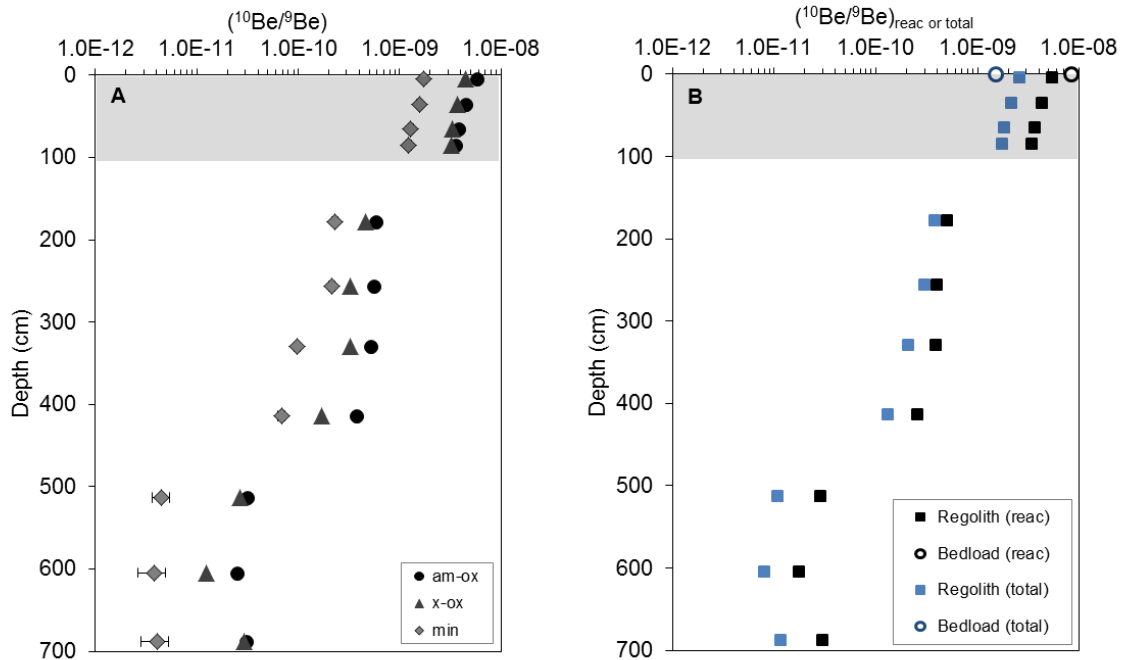 (¹⁰Be/⁹Be)
1.0E-12 1.0E-11 1.0E-10 1.0E-09 1.0E-08
A
0
100
200
300
400
500
600
700
Depth (cm)
am-ox
x-ox
min
(¹⁰Be/⁹Be)reac or total
1.0E-12 1.0E-11 1.0E-10 1.0E-09 1.0E-08
B
0
100
200
300
400
500
600
700
Depth (cm)
Regolith (reac)
Bedload (reac)
Regolith (total)
Bedload (total)